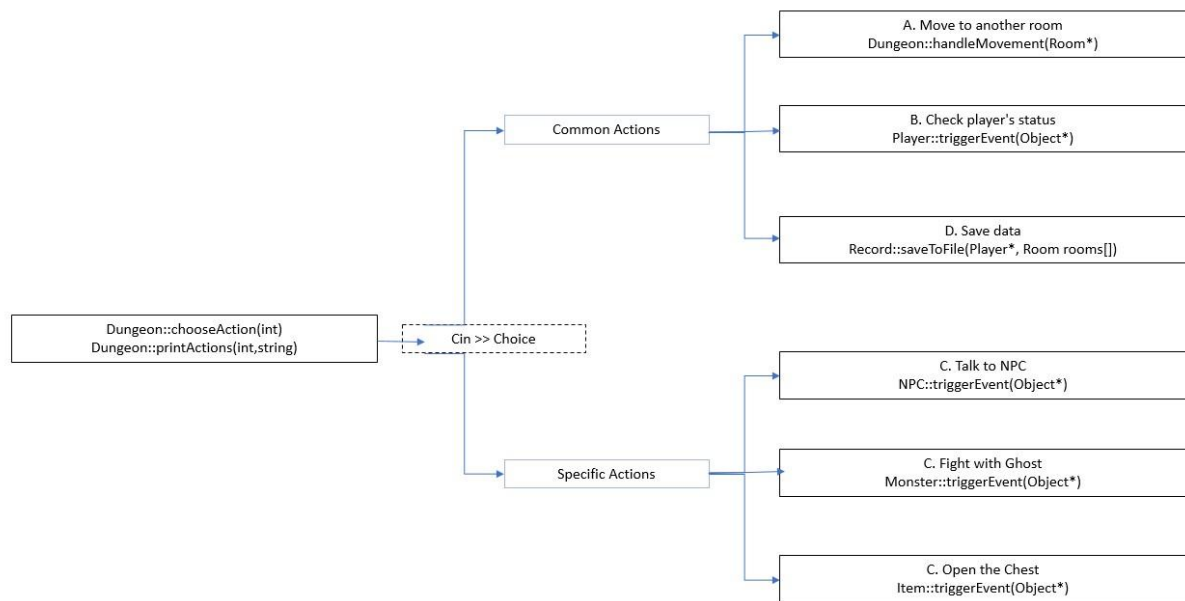 A. Move to another room
Dungeon::handleMovement(Room*)
Common Actions
B. Check player's status
Player::triggerEvent(Object*)
D. Save data
Record::saveToFile(Player*, Room rooms[])
Dungeon::chooseAction(int)
Dungeon::printActions(int,string)
Cin >> Choice
C. Talk to NPC
NPC::triggerEvent(Object*)
Specific Actions
C. Fight with Ghost
Monster::triggerEvent(Object*)
C. Open the Chest
Item::triggerEvent(Object*)